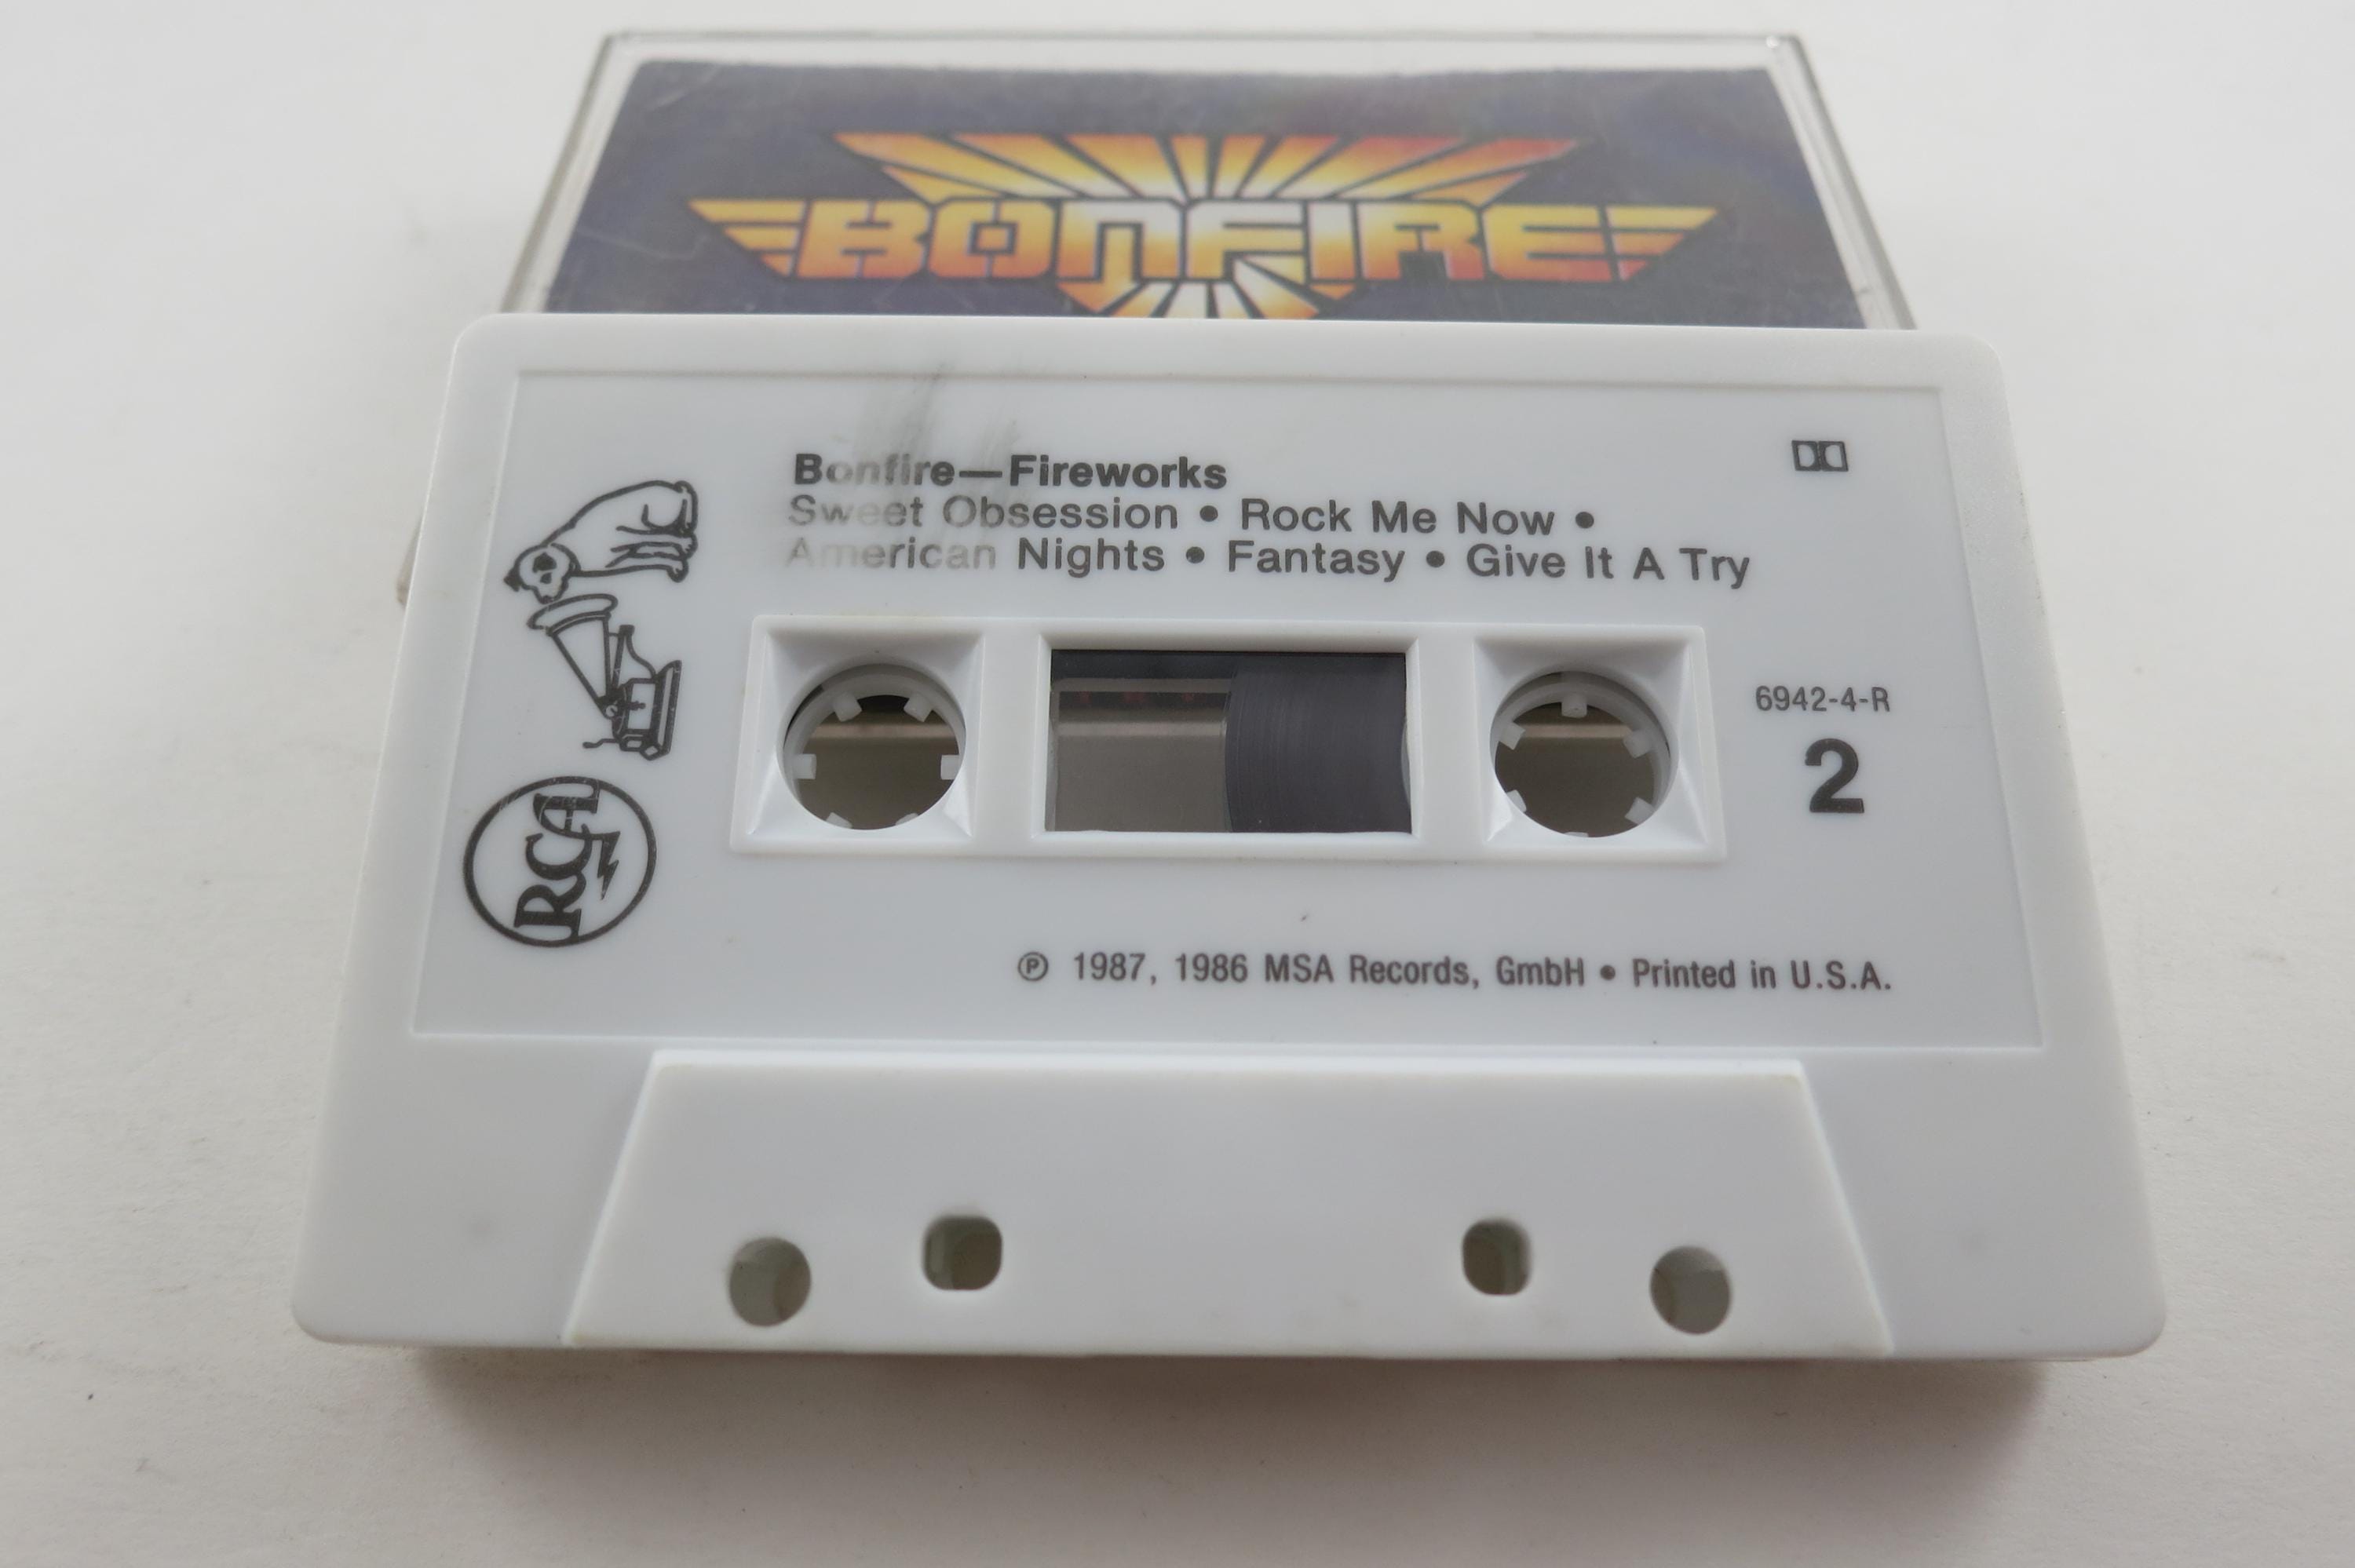 BONFIRE
Bonfire—Fireworks
Sweet Obsession • Rock Me Now •
American Nights • Fantasy • Give It A Try
6942-4-R
2
RCA
℗ 1987, 1986 MSA Records, GmbH • Printed in U.S.A.